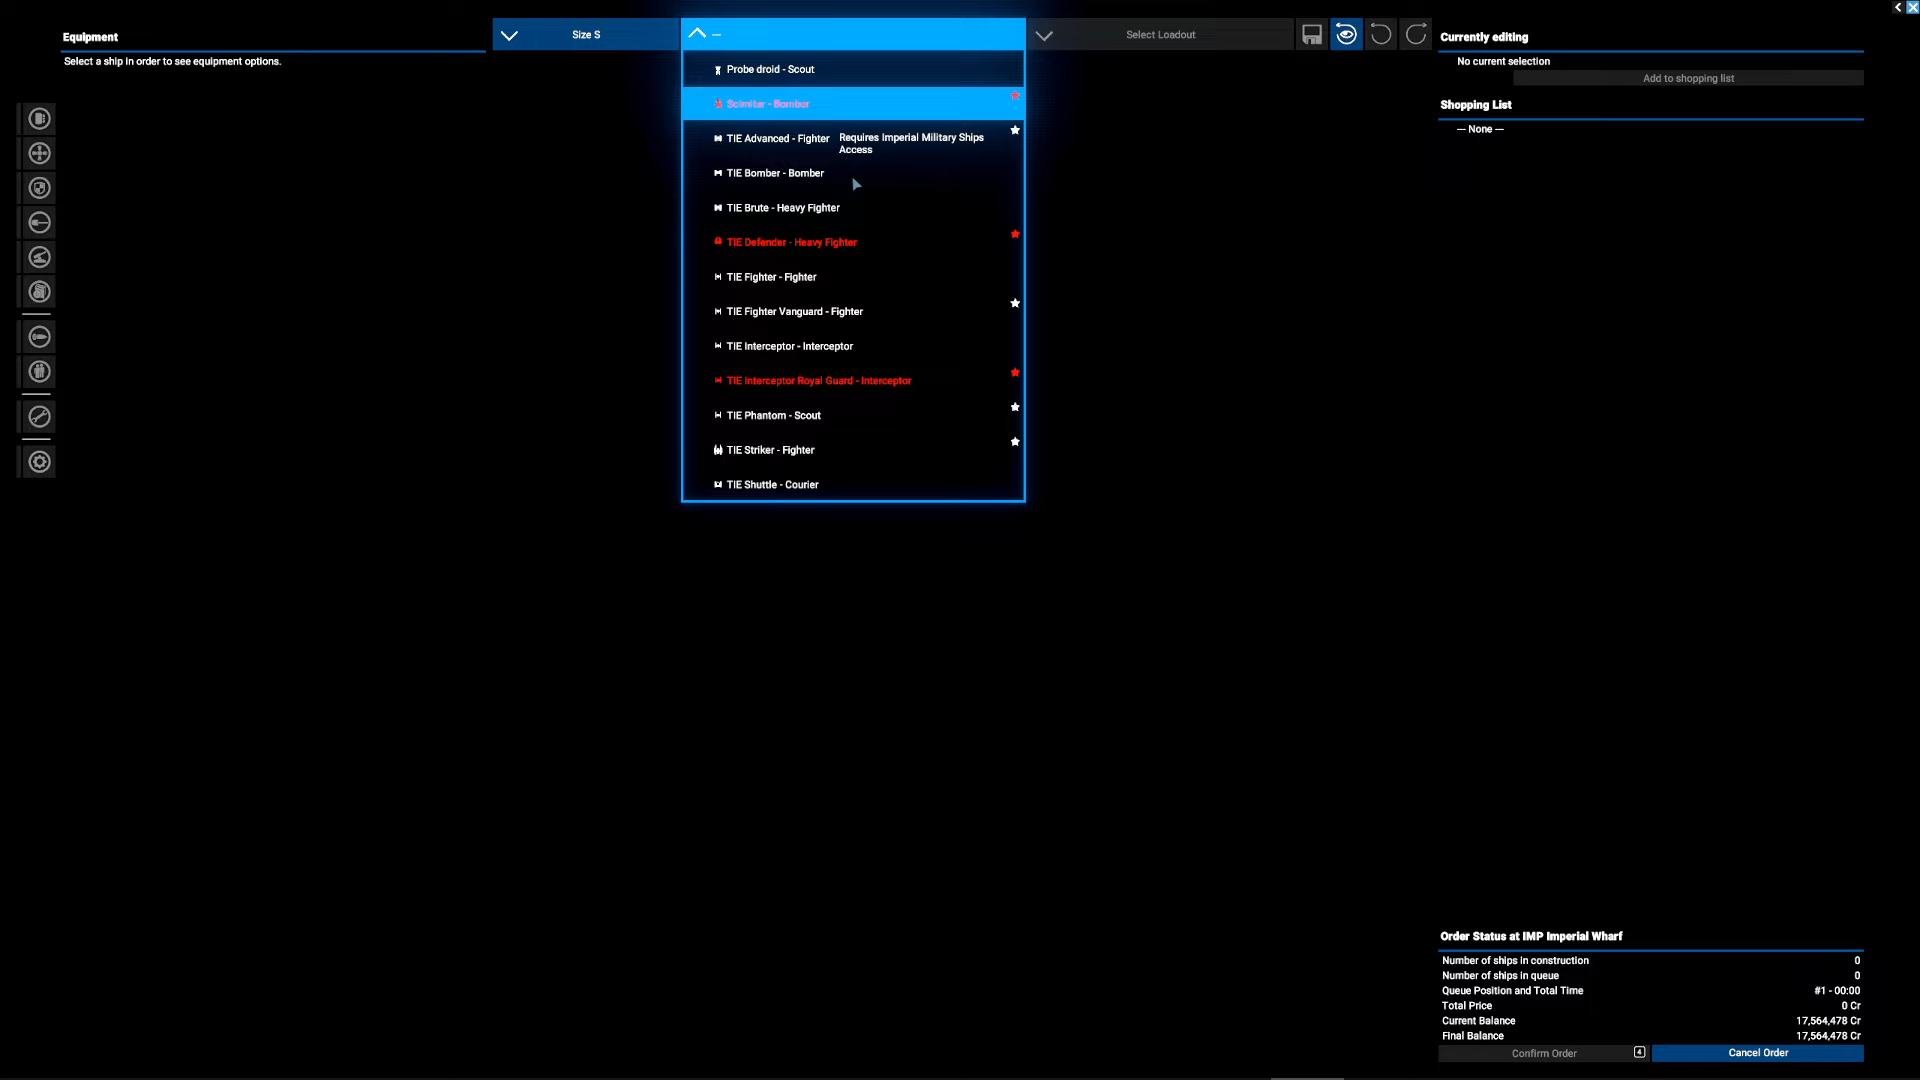 Equipment
Select a ship in order to see equipment options.
Size S
--
Select Loadout
Probe droid - Scout
Scimitar - Bomber
TIE Advanced - Fighter
Requires Imperial Military Ships
Access
TIE Bomber - Bomber
TIE Brute - Heavy Fighter
TIE Defender - Heavy Fighter
TIE Fighter - Fighter
TIE Fighter Vanguard - Fighter
TIE Interceptor - Interceptor
TIE Interceptor Royal Guard - Interceptor
TIE Phantom - Scout
TIE Striker - Fighter
TIE Shuttle - Courier
Currently editing
No current selection
Add to shopping list
Shopping List
--- None ---
Order Status at IMP Imperial Wharf
Number of ships in construction 0
Number of ships in queue 0
Queue Position and Total Time #1 - 00:00
Total Price 0 Cr
Current Balance 17,564,478 Cr
Final Balance 17,564,478 Cr
Confirm Order 4
Cancel Order